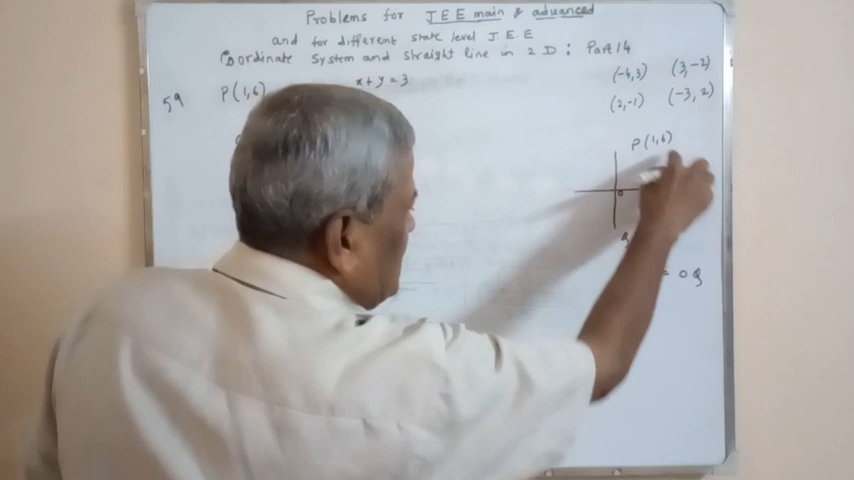 Problems for JEE main & advanced
and for different state level J.E.E
Coordinate System and straight line in 2 D : Part 14
59 P(1,6) x+y=3
(-4,3) (3,-2)
(2,-1) (-3,2)
P(1,6)
O
Q
= OQ